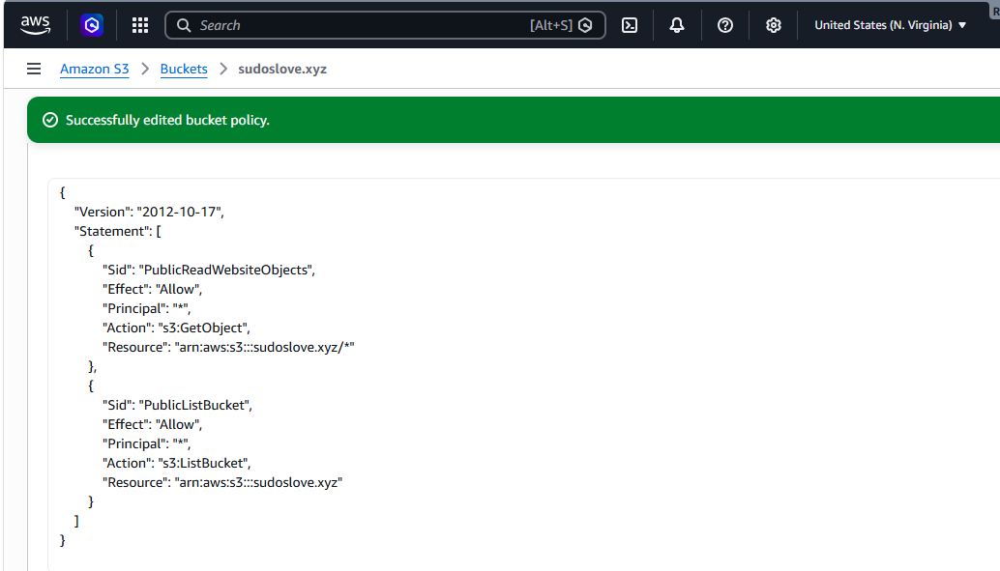 aws
Search [Alt+S]
United States (N. Virginia)
Amazon S3 Buckets sudoslove.xyz
Successfully edited bucket policy.
{
"Version": "2012-10-17",
"Statement": [
{
"Sid": "PublicReadWebsiteObjects",
"Effect": "Allow",
"Principal": "*",
"Action": "s3:GetObject",
"Resource": "arn:aws:s3:::sudoslove.xyz/*"
},
{
"Sid": "PublicListBucket",
"Effect": "Allow",
"Principal": "*",
"Action": "s3:ListBucket",
"Resource": "arn:aws:s3:::sudoslove.xyz"
}
]
}